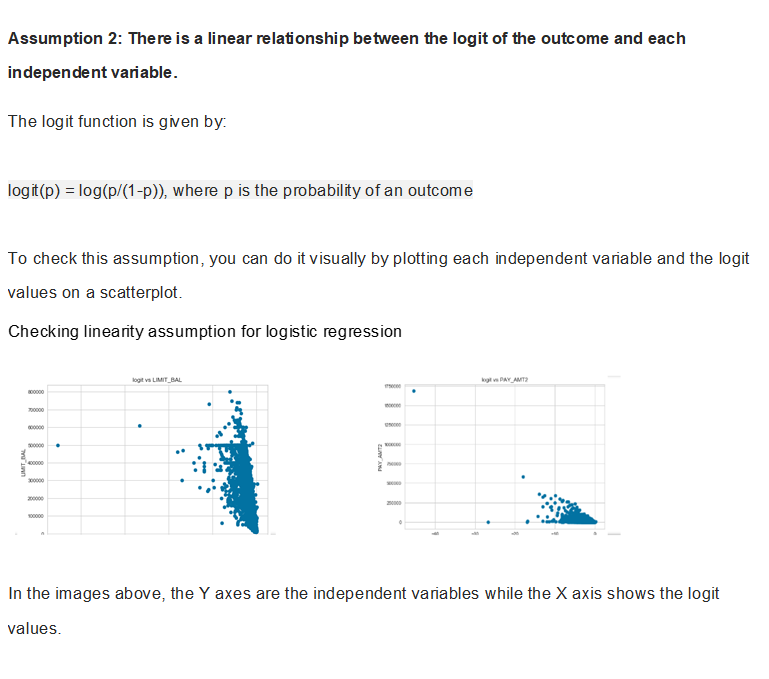 Assumption 2: There is a linear relationship between the logit of the outcome and each
independent variable.
The logit function is given by:
logit(p) = log(p/(1-p)), where p is the probability of an outcome
To check this assumption, you can do it visually by plotting each independent variable and the logit
values on a scatterplot.
Checking linearity assumption for logistic regression
logit vs LIMIT_BAL
800000
700000
600000
500000
400000
300000
200000
100000
0
LIMIT_BAL
logit vs PAY_AMT2
1750000
1500000
1250000
1000000
750000
500000
250000
0
PAY_AMT2
In the images above, the Y axes are the independent variables while the X axis shows the logit
values.